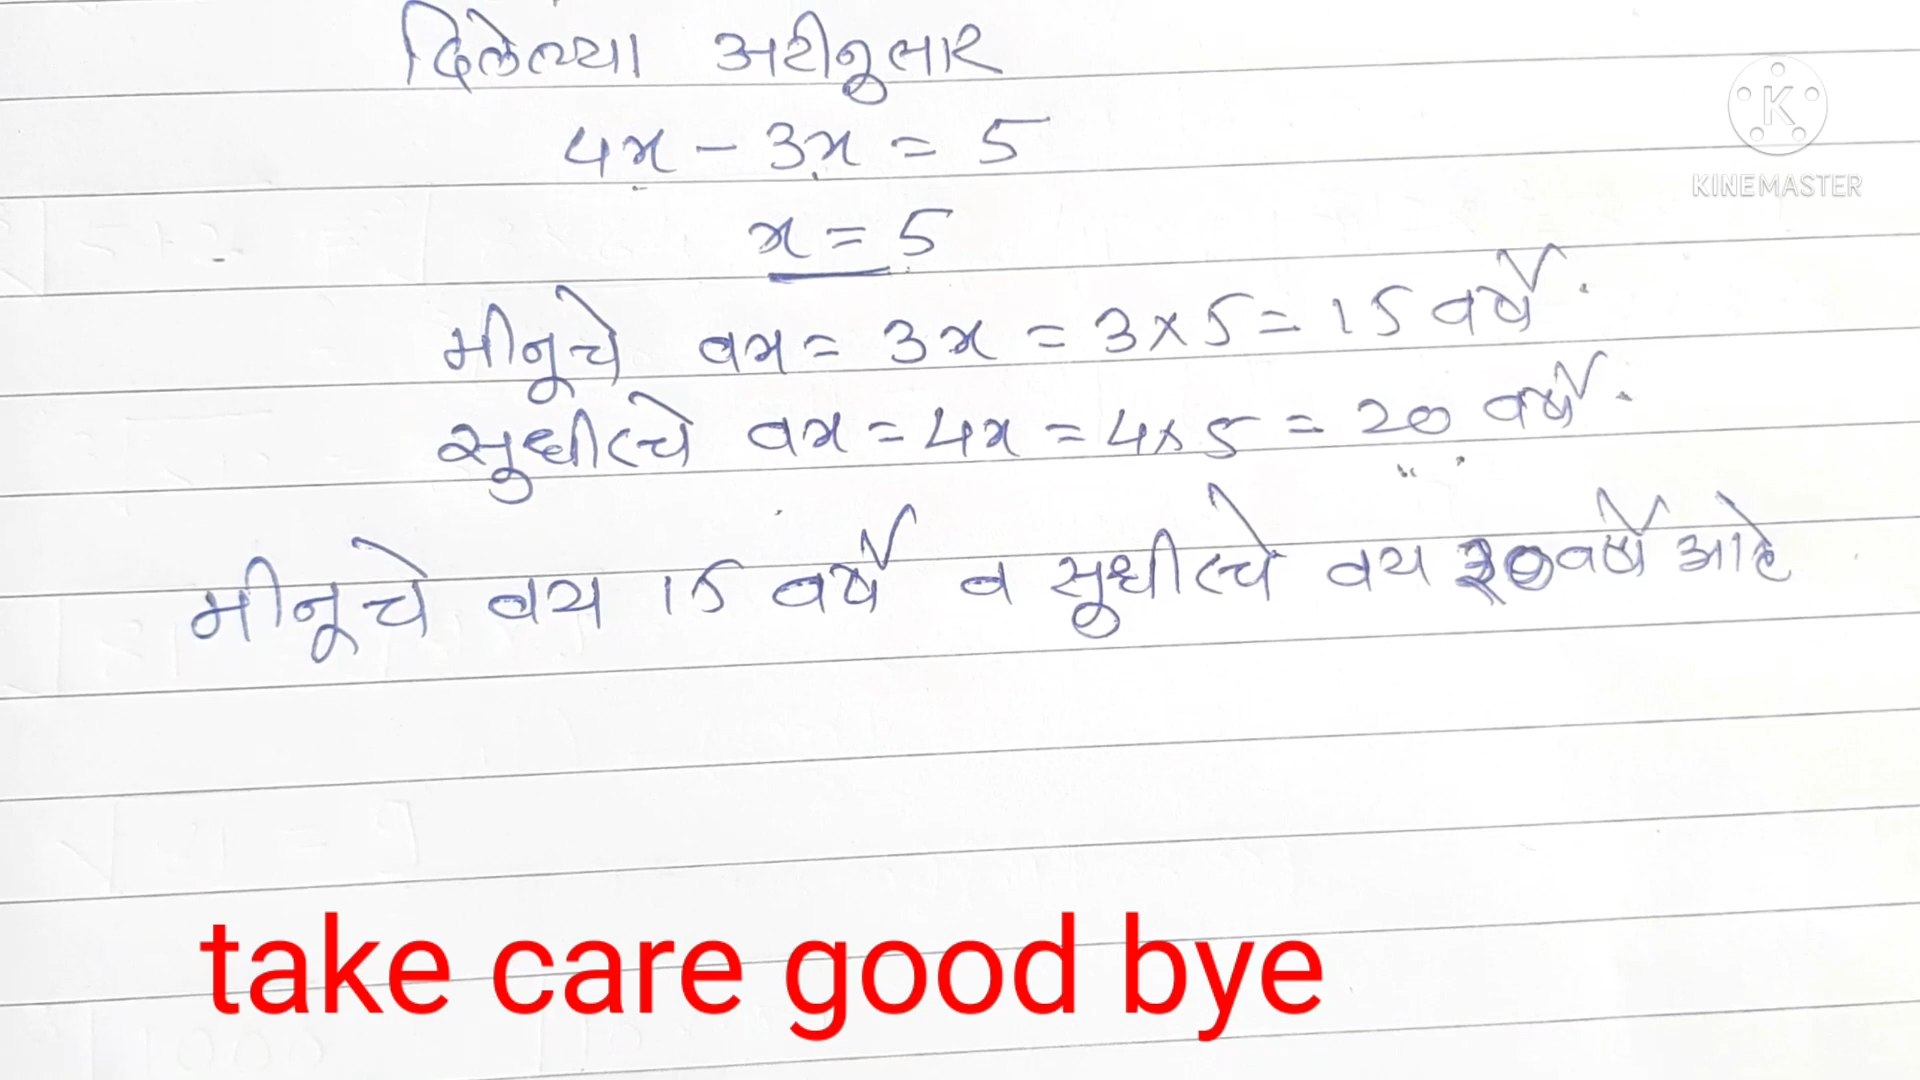 दिलेल्या अटीनुसार
4x - 3x = 5
x = 5
मीनूचे वय = 3x = 3 × 5 = 15 वर्षे.
सुधीरचे वय = 4x = 4 × 5 = 20 वर्षे.
मीनूचे वय 15 वर्षे व सुधीरचे वय 20 वर्षे आहे
K
KINEMASTER
take care good bye